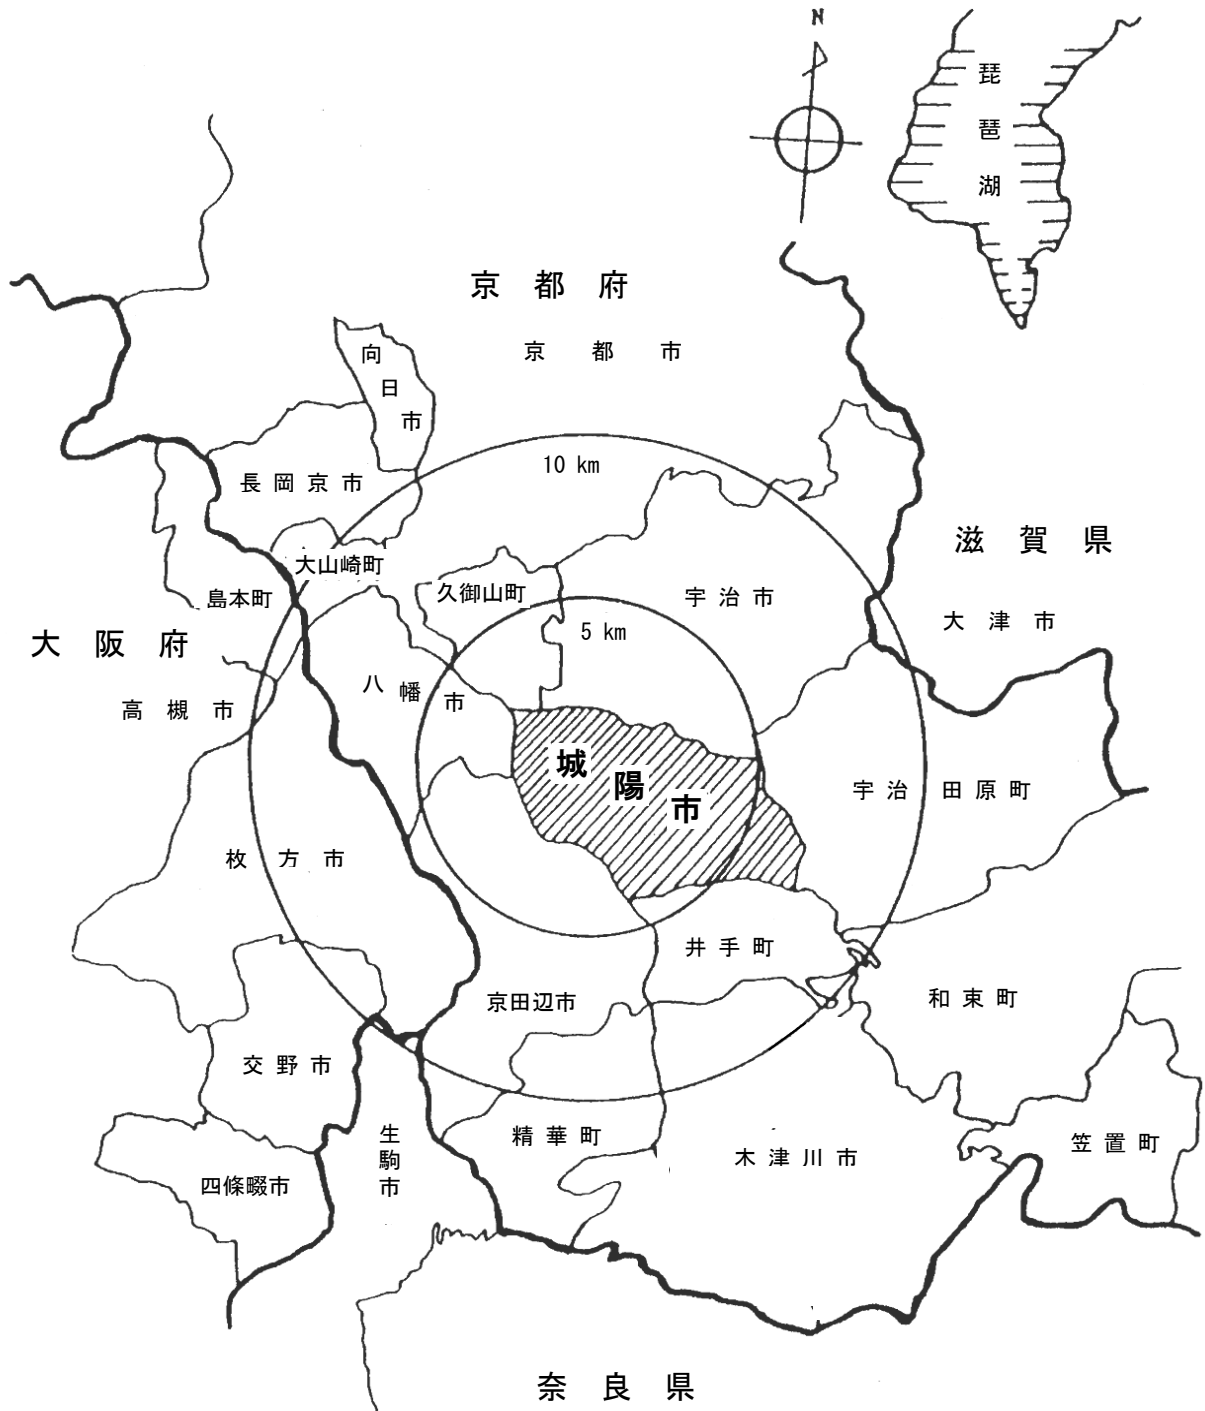 N
琵琶湖
京都府
京都市
向日市
10 km
長岡京市
滋賀県
大山崎町
久御山町
宇治市
島本町
大津市
5 km
大阪府
八幡市
高槻市
城陽市
宇治田原町
枚方市
井手町
京田辺市
和束町
交野市
精華町
生駒市
木津川市
笠置町
四條畷市
奈良県